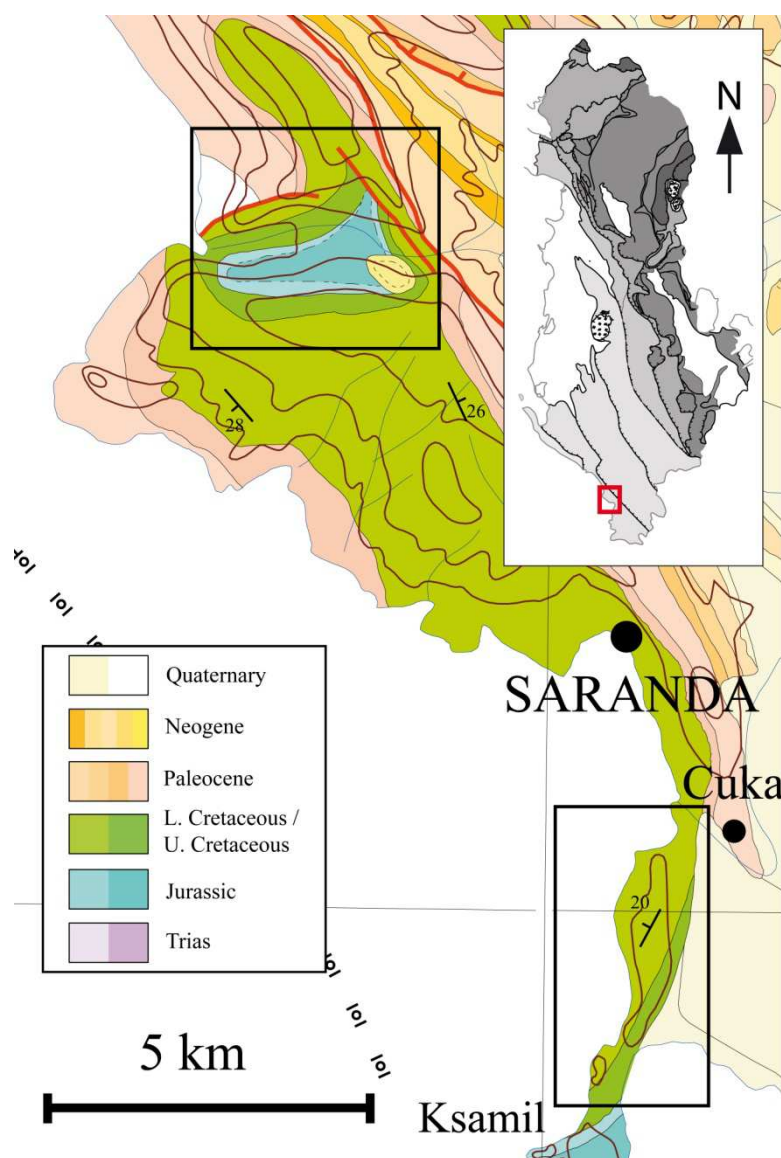 N
28
26
SARANDA
Cuka
Quaternary
Neogene
Paleocene
L. Cretaceous /
U. Cretaceous
Jurassic
Trias
20
5 km
Ksamil